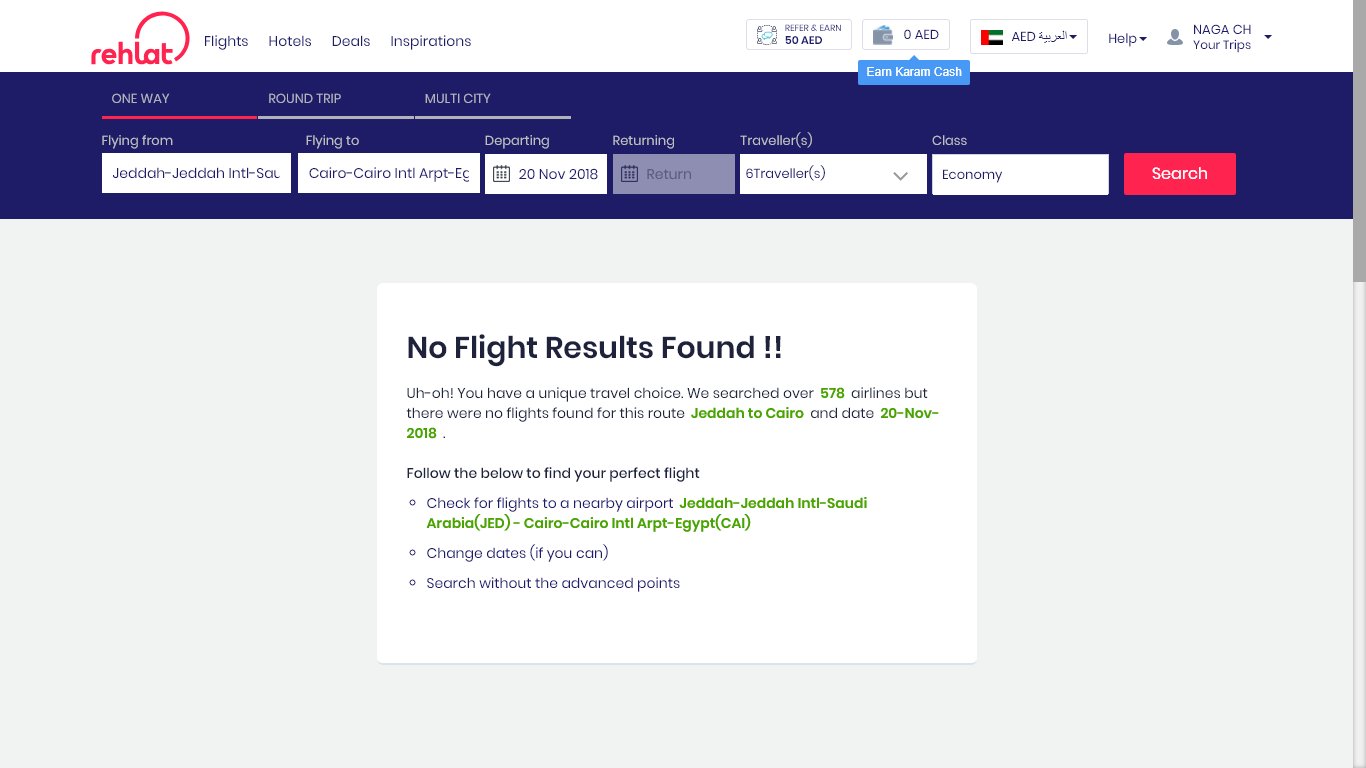 rehlat
Flights Hotels Deals Inspirations
REFER & EARN
50 AED
0 AED
AED العربية
Help
NAGA CH
Your Trips
Earn Karam Cash
ONE WAY ROUND TRIP MULTI CITY
Flying from Flying to Departing Returning Traveller(s) Class
Jeddah-Jeddah Intl-Sau Cairo-Cairo Intl Arpt-Eg 20 Nov 2018 Return 6Traveller(s) Economy Search
No Flight Results Found !!
Uh-oh! You have a unique travel choice. We searched over 578 airlines but
there were no flights found for this route Jeddah to Cairo and date 20-Nov-
2018 .
Follow the below to find your perfect flight
Check for flights to a nearby airport Jeddah-Jeddah Intl-Saudi
Arabia(JED) - Cairo-Cairo Intl Arpt-Egypt(CAI)
Change dates (if you can)
Search without the advanced points